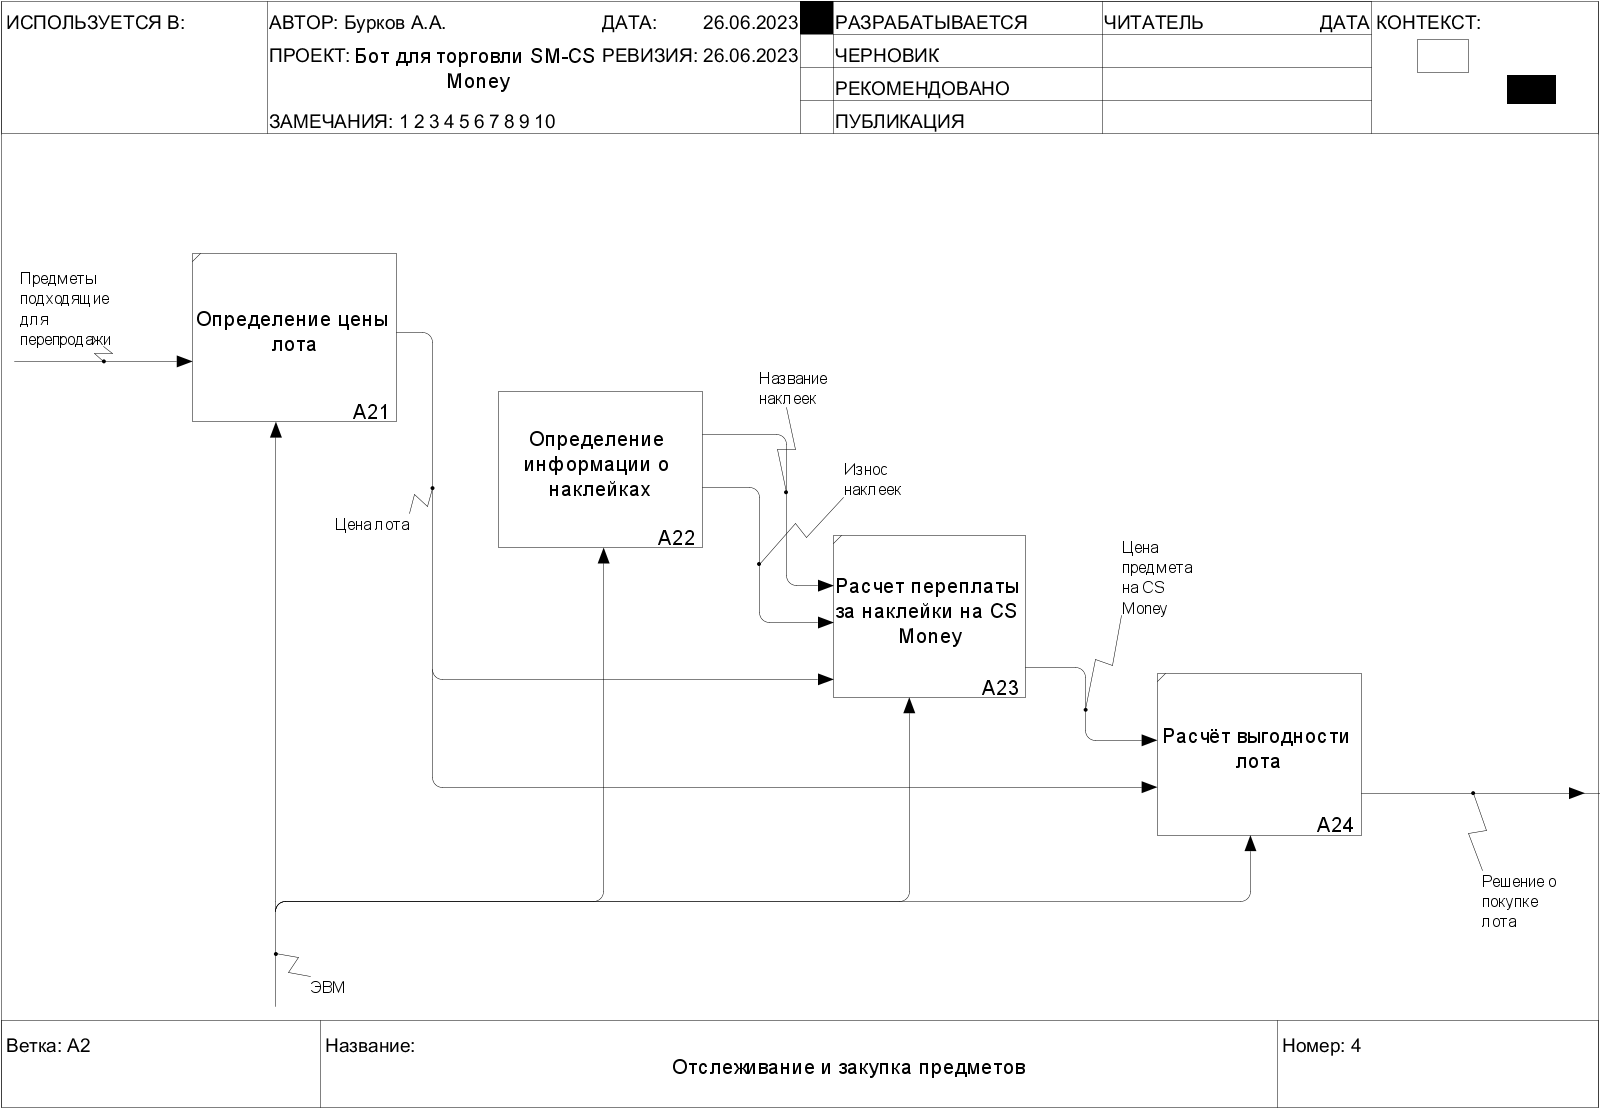 ИСПОЛЬЗУЕТСЯ В:
АВТОР: Бурков А.А.
ДАТА: 26.06.2023
ПРОЕКТ: Бот для торговли SM-CS
Money
РЕВИЗИЯ: 26.06.2023
ЗАМЕЧАНИЯ: 1 2 3 4 5 6 7 8 9 10
РАЗРАБАТЫВАЕТСЯ
ЧЕРНОВИК
РЕКОМЕНДОВАНО
ПУБЛИКАЦИЯ
ЧИТАТЕЛЬ
ДАТА
КОНТЕКСТ:
Предметы
подходящие
для
перепродажи
Определение цены
лота
A21
Название
наклеек
Определение
информации о
наклейках
A22
Износ
наклеек
Цена лота
Цена
предмета
на CS
Money
Расчет переплаты
за наклейки на CS
Money
A23
Расчёт выгодности
лота
A24
Решение о
покупке
лота
ЭВМ
Ветка: A2
Название:
Отслеживание и закупка предметов
Номер: 4